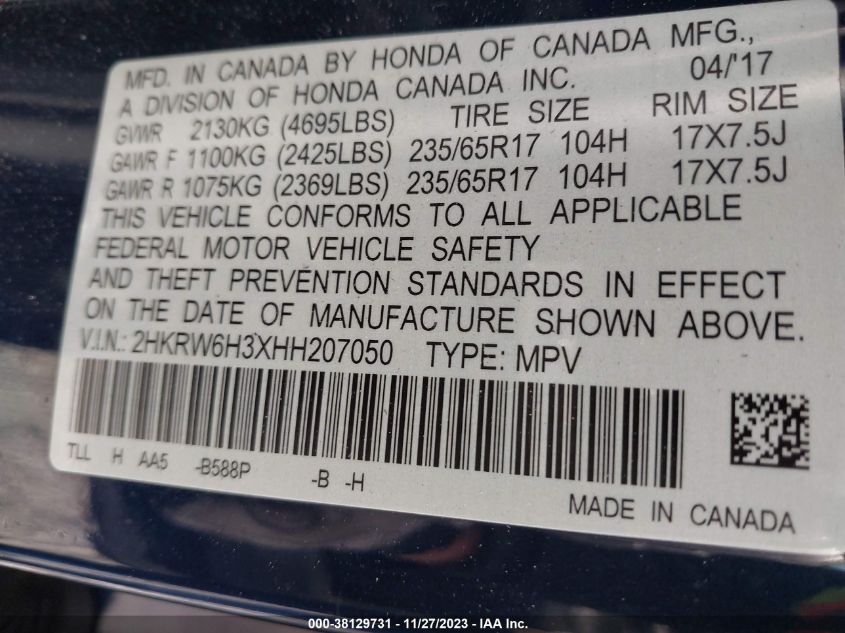 MFD. IN CANADA BY HONDA OF CANADA MFG.,
A DIVISION OF HONDA CANADA INC. 04/'17
GVWR 2130KG (4695LBS) TIRE SIZE RIM SIZE
GAWR F 1100KG (2425LBS) 235/65R17 104H 17X7.5J
GAWR R 1075KG (2369LBS) 235/65R17 104H 17X7.5J
THIS VEHICLE CONFORMS TO ALL APPLICABLE
FEDERAL MOTOR VEHICLE SAFETY
AND THEFT PREVENTION STANDARDS IN EFFECT
ON THE DATE OF MANUFACTURE SHOWN ABOVE.
V.I.N.: 2HKRW6H3XHH207050 TYPE: MPV
TLL H AA5 -B588P -B -H
MADE IN CANADA
000-38129731 - 11/27/2023 - IAA Inc.